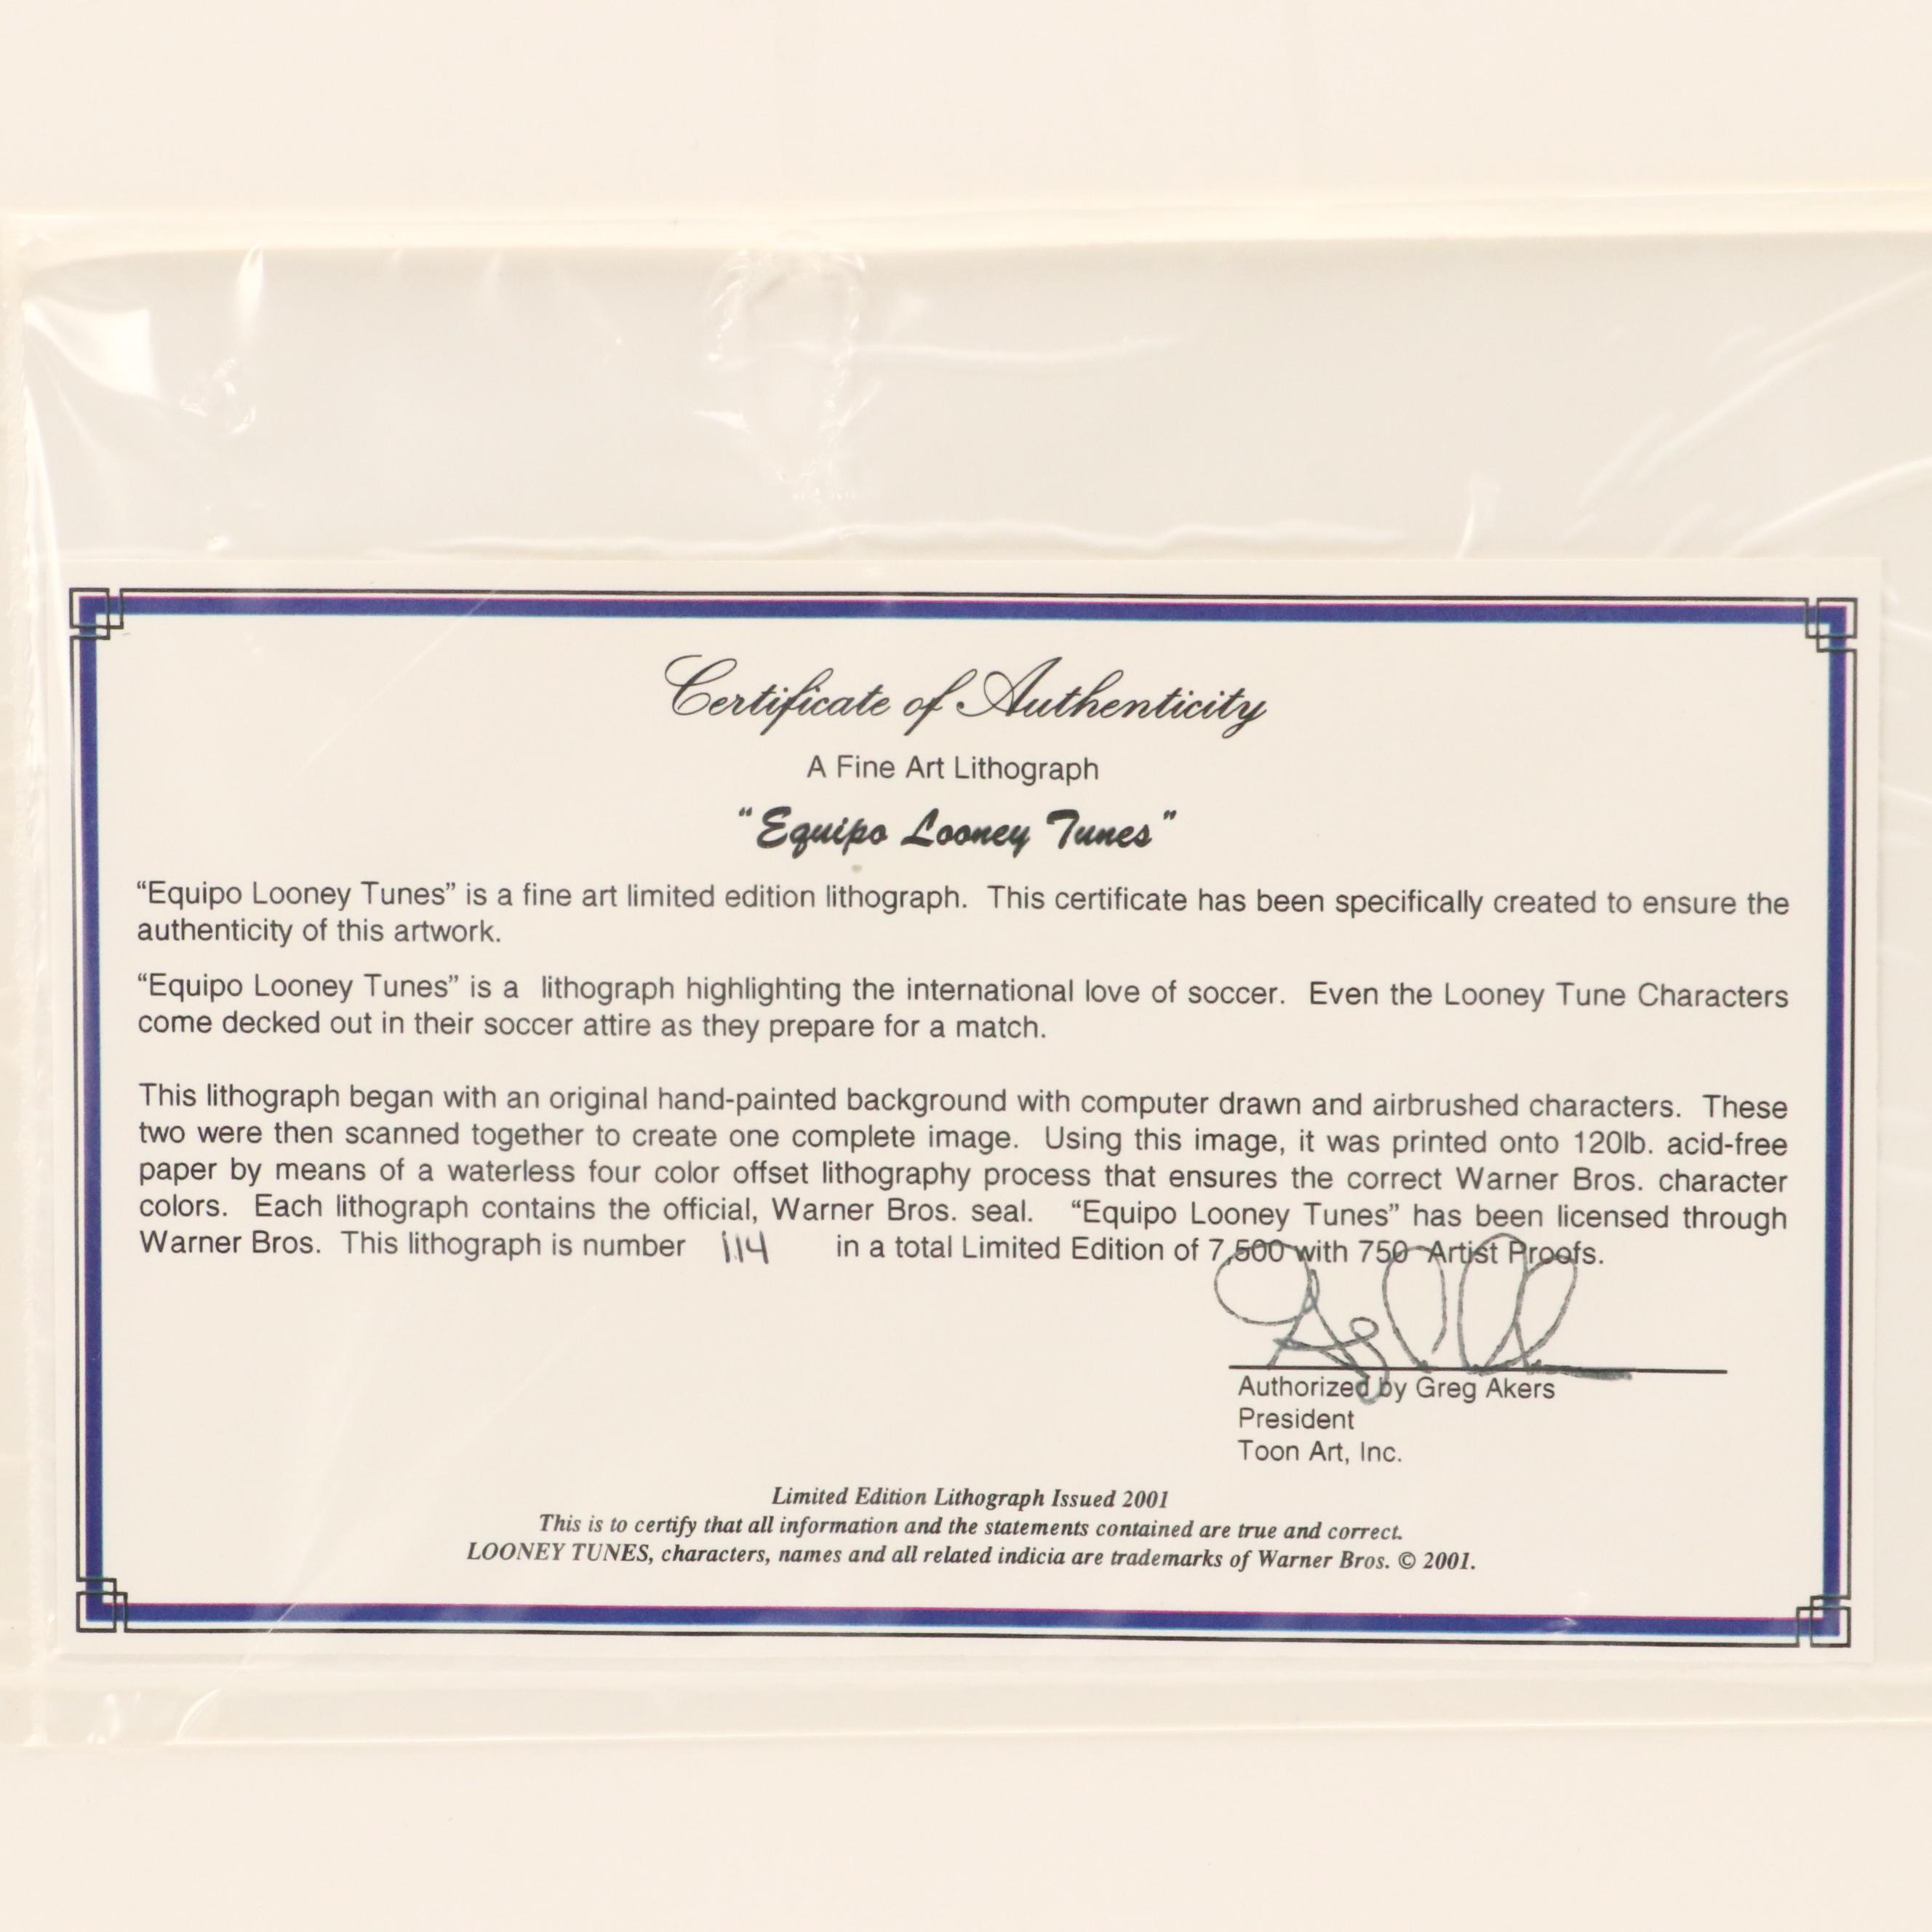 Certificate of Authenticity
A Fine Art Lithograph
"Equipo Looney Tunes"
“Equipo Looney Tunes” is a fine art limited edition lithograph. This certificate has been specifically created to ensure the
authenticity of this artwork.
“Equipo Looney Tunes” is a lithograph highlighting the international love of soccer. Even the Looney Tune Characters
come decked out in their soccer attire as they prepare for a match.
This lithograph began with an original hand-painted background with computer drawn and airbrushed characters. These
two were then scanned together to create one complete image. Using this image, it was printed onto 120lb. acid-free
paper by means of a waterless four color offset lithography process that ensures the correct Warner Bros. character
colors. Each lithograph contains the official, Warner Bros. seal. “Equipo Looney Tunes” has been licensed through
Warner Bros. This lithograph is number 114 in a total Limited Edition of 7,500 with 750 Artist Proofs.
Authorized by Greg Akers
President
Toon Art, Inc.
Limited Edition Lithograph Issued 2001
This is to certify that all information and the statements contained are true and correct.
LOONEY TUNES, characters, names and all related indicia are trademarks of Warner Bros. © 2001.